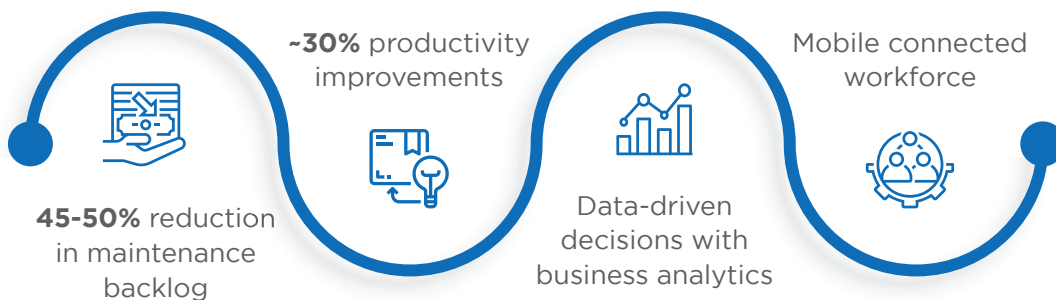 45-50% reduction
in maintenance
backlog
~30% productivity
improvements
Data-driven
decisions with
business analytics
Mobile connected
workforce